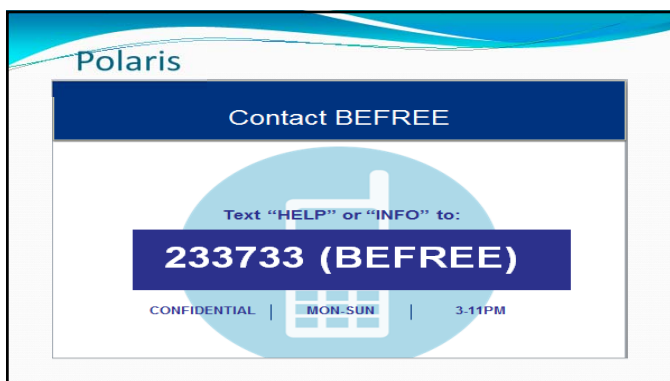 Polaris
Contact BEFREE
Text “HELP” or “INFO” to:
233733 (BEFREE)
CONFIDENTIAL | MON-SUN | 3-11PM